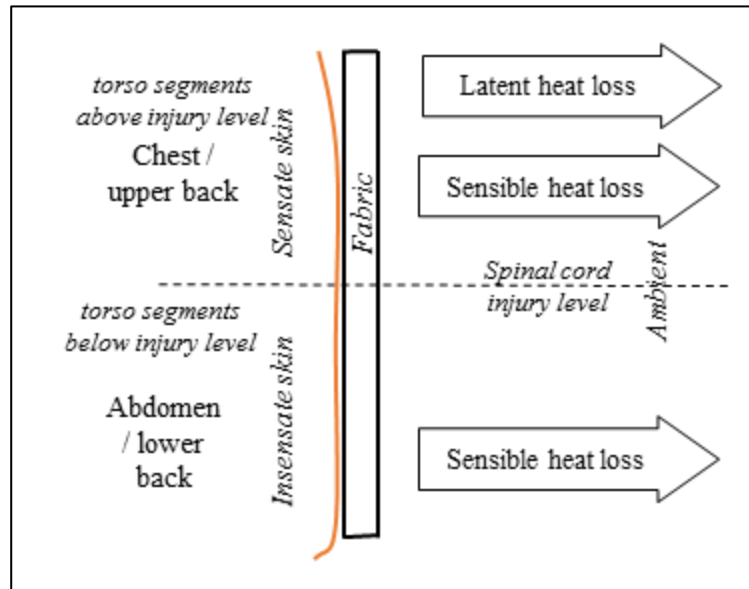 torso segments
above injury level
Chest /
upper back
Sensate skin
Fabric
Latent heat loss
Sensible heat loss
Spinal cord
injury level
Ambient
torso segments
below injury level
Abdomen
/ lower
back
Insensate skin
Sensible heat loss